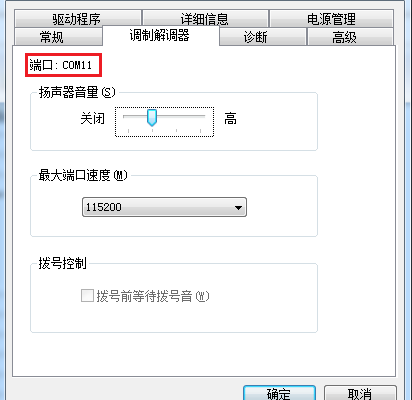 驱动程序 详细信息 电源管理
常规 调制解调器 诊断 高级
端口: COM11
扬声器音量(S)
关闭 高
最大端口速度(M)
115200
拨号控制
拨号前等待拨号音(W)
确定 取消